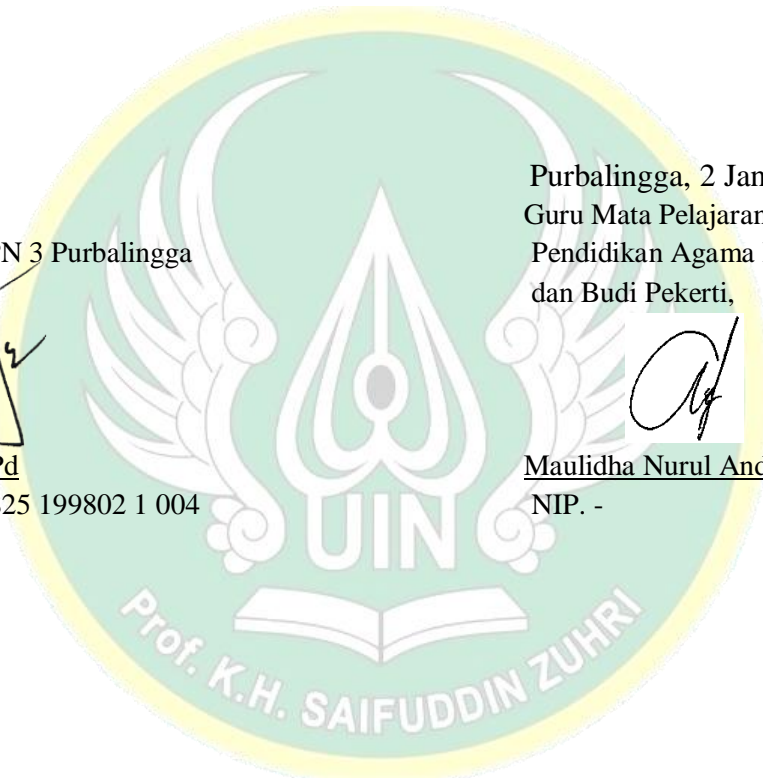 Purbalingga, 2 Jan
Guru Mata Pelajaran
PN 3 Purbalingga
Pendidikan Agama
dan Budi Pekerti,
Pd
Maulidha Nurul And
25 199802 1 004
NIP. -
UIN
Prof. K.H. SAIFUDDIN ZUHRI